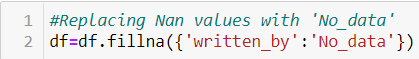 1 #Replacing Nan values with 'No_data'
2 df=df.fillna({'written_by':'No_data'})